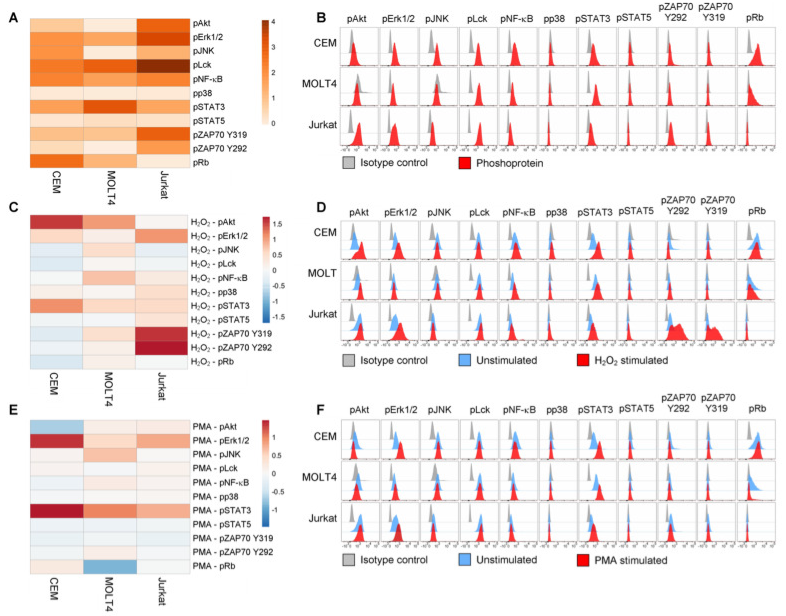 A
pAkt
pErk1/2
pJNK
pLck
pNF-κB
pp38
pSTAT3
pSTAT5
pZAP70 Y319
pZAP70 Y292
pRb
CEM
MOLT4
Jurkat
4
3
2
1
0
B
pAkt pErk1/2 pJNK pLck pNF-κB pp38 pSTAT3 pSTAT5 pZAP70 Y292 pZAP70 Y319 pRb
CEM
MOLT4
Jurkat
Isotype control Phoshoprotein
C
H₂O₂ - pAkt
H₂O₂ - pErk1/2
H₂O₂ - pJNK
H₂O₂ - pLck
H₂O₂ - pNF-κB
H₂O₂ - pp38
H₂O₂ - pSTAT3
H₂O₂ - pSTAT5
H₂O₂ - pZAP70 Y319
H₂O₂ - pZAP70 Y292
H₂O₂ - pRb
CEM
MOLT4
Jurkat
1.5
1
0.5
0
-0.5
-1
-1.5
D
pAkt pErk1/2 pJNK pLck pNF-κB pp38 pSTAT3 pSTAT5 pZAP70 Y292 pZAP70 Y319 pRb
CEM
MOLT
Jurkat
Isotype control Unstimulated H₂O₂ stimulated
E
PMA - pAkt
PMA - pErk1/2
PMA - pJNK
PMA - pLck
PMA - pNF-κB
PMA - pp38
PMA - pSTAT3
PMA - pSTAT5
PMA - pZAP70 Y319
PMA - pZAP70 Y292
PMA - pRb
CEM
MOLT4
Jurkat
1
0.5
0
-0.5
-1
F
pAkt pErk1/2 pJNK pLck pNF-κB pp38 pSTAT3 pSTAT5 pZAP70 Y292 pZAP70 Y319 pRb
CEM
MOLT4
Jurkat
Isotype control Unstimulated PMA stimulated